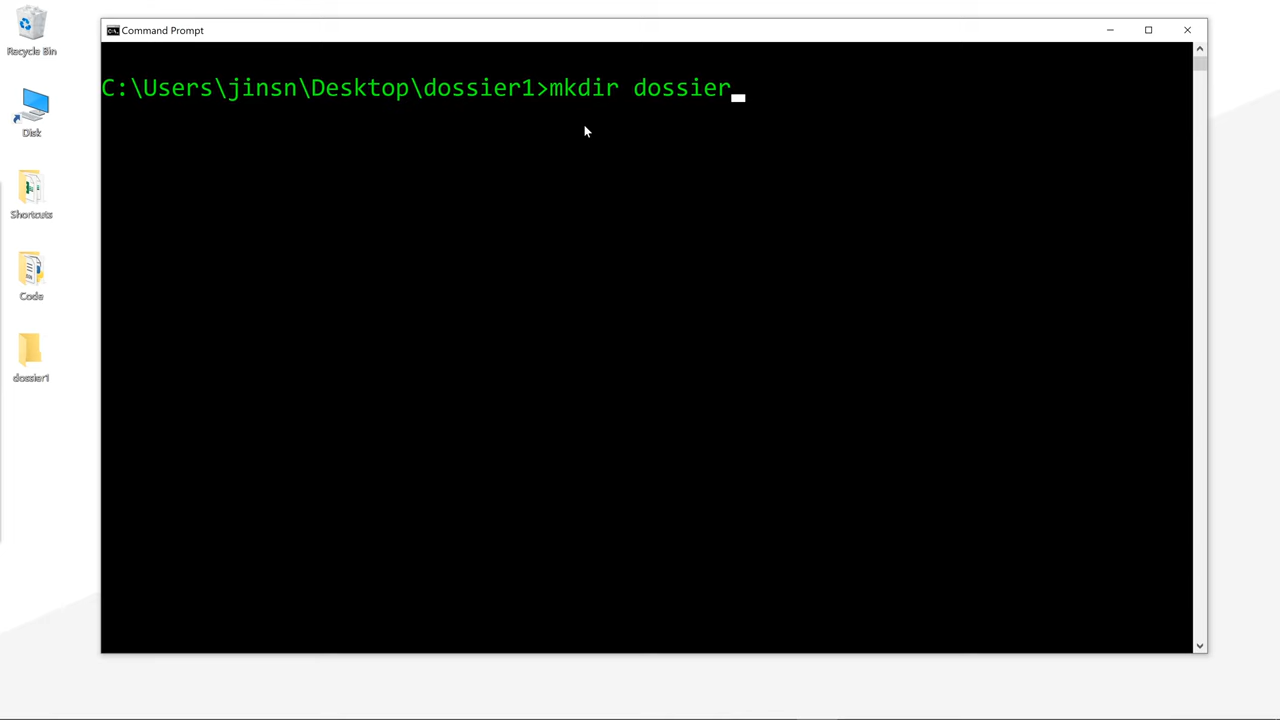 Recycle Bin
Disk
Shortcuts
Code
dossier1
Command Prompt
C:\Users\jinsn\Desktop\dossier1>mkdir dossier